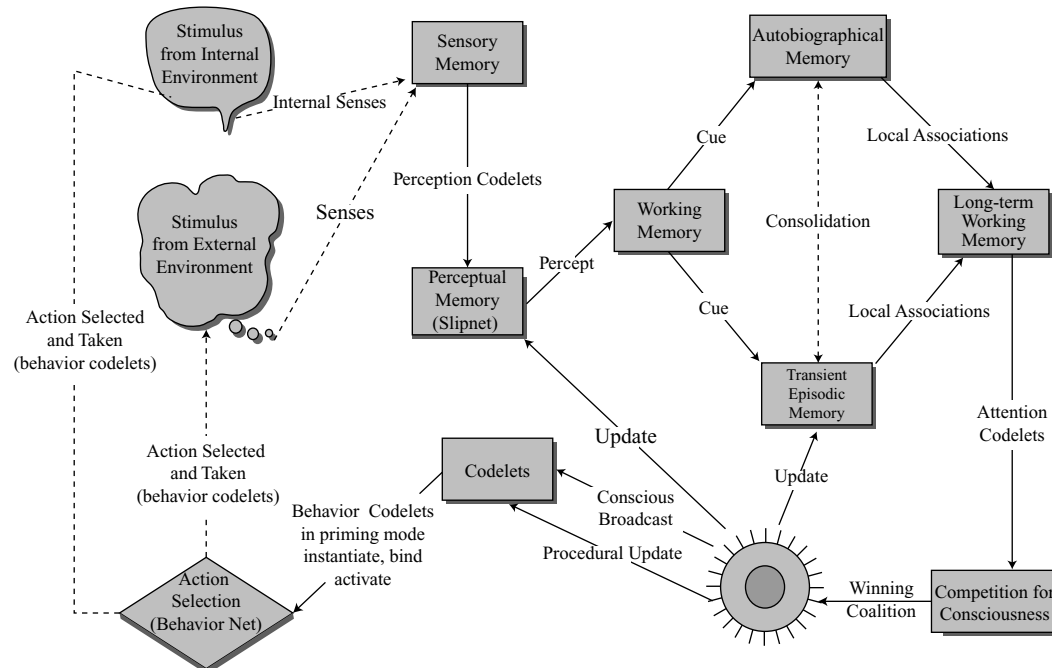 Stimulus
from Internal
Environment
Sensory
Memory
Autobiographical
Memory
Internal Senses
Cue
Local Associations
Perception Codelets
Senses
Stimulus
from External
Environment
Working
Memory
Consolidation
Long-term
Working
Memory
Percept
Perceptual
Memory
(Slipnet)
Cue
Local Associations
Action Selected
and Taken
(behavior codelets)
Transient
Episodic
Memory
Attention
Codelets
Update
Action Selected
and Taken
(behavior codelets)
Codelets
Update
Conscious
Broadcast
Behavior Codelets
in priming mode
instantiate, bind
activate
Procedural Update
Action
Selection
(Behavior Net)
Winning
Coalition
Competition for
Consciousness